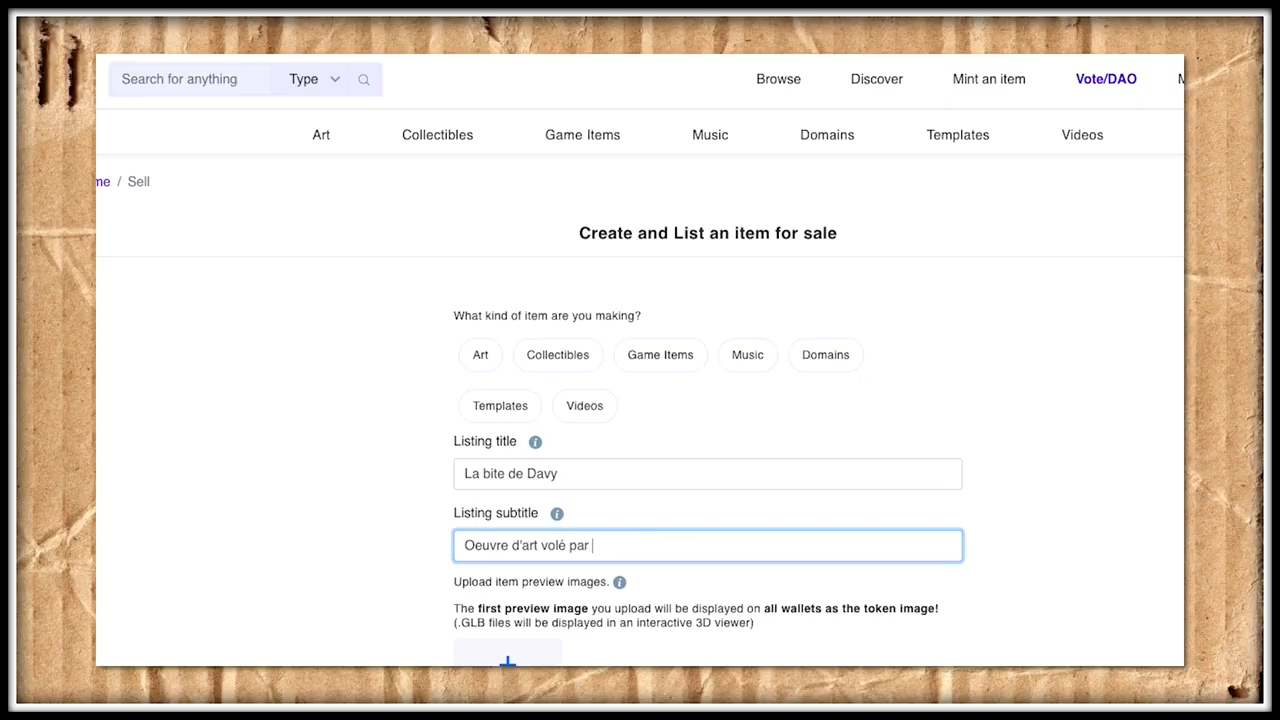 Search for anything Type Browse Discover Mint an item Vote/DAO
Art Collectibles Game Items Music Domains Templates Videos
me / Sell
Create and List an item for sale
What kind of item are you making?
Art Collectibles Game Items Music Domains
Templates Videos
Listing title
La bite de Davy
Listing subtitle
Oeuvre d'art volé par
Upload item preview images.
The first preview image you upload will be displayed on all wallets as the token image!
(.GLB files will be displayed in an interactive 3D viewer)